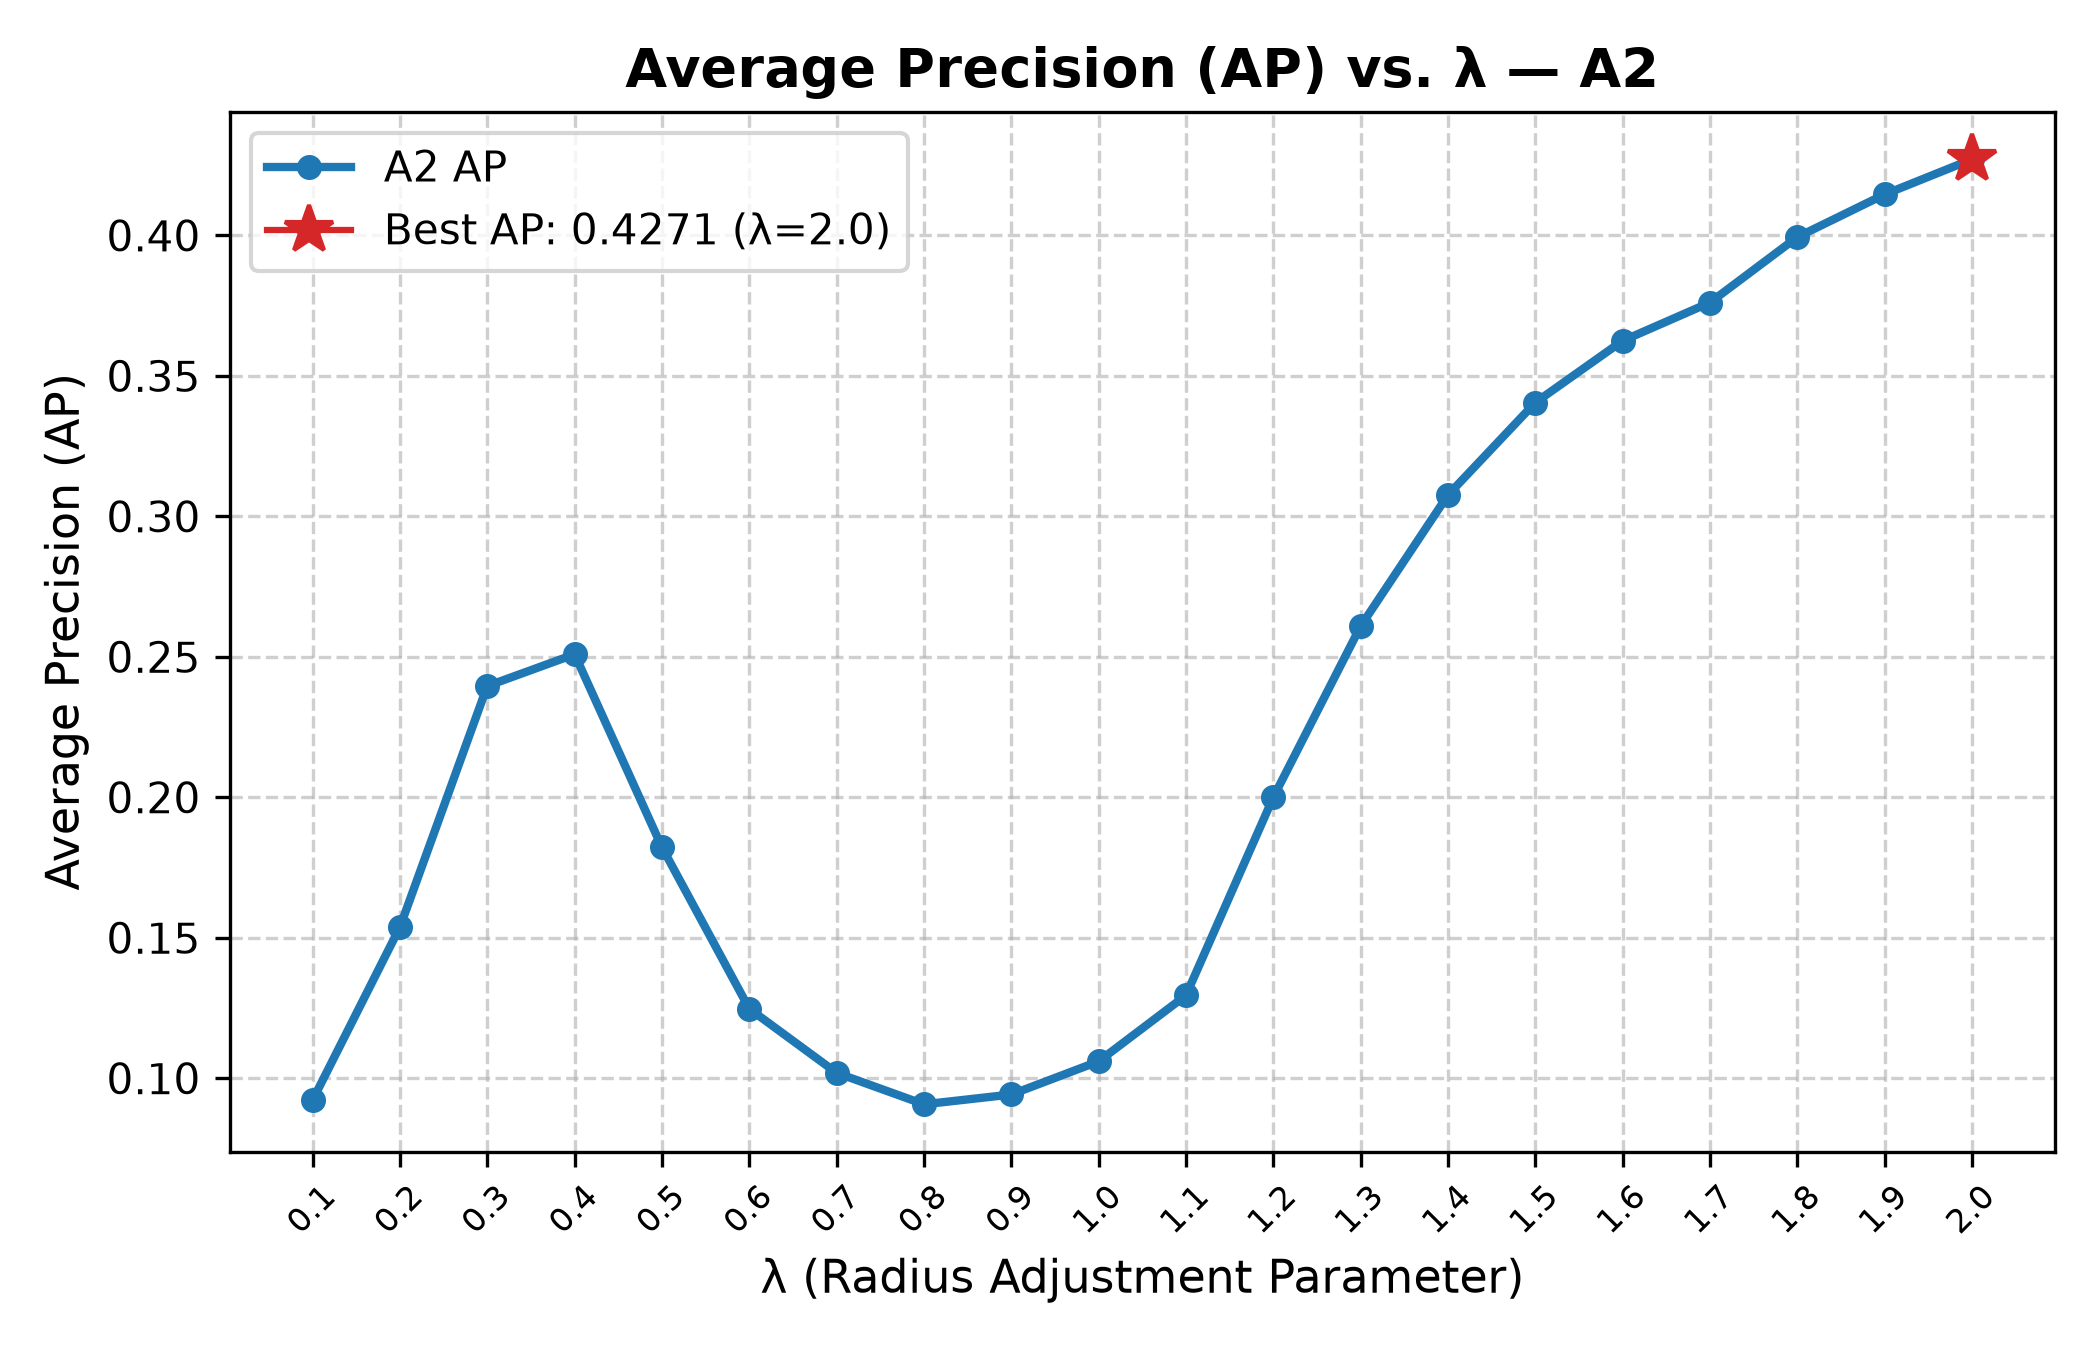 Average Precision (AP) vs. λ — A2
A2 AP
Best AP: 0.4271 (λ=2.0)
Average Precision (AP)
0.40
0.35
0.30
0.25
0.20
0.15
0.10
0.1 0.2 0.3 0.4 0.5 0.6 0.7 0.8 0.9 1.0 1.1 1.2 1.3 1.4 1.5 1.6 1.7 1.8 1.9 2.0
λ (Radius Adjustment Parameter)